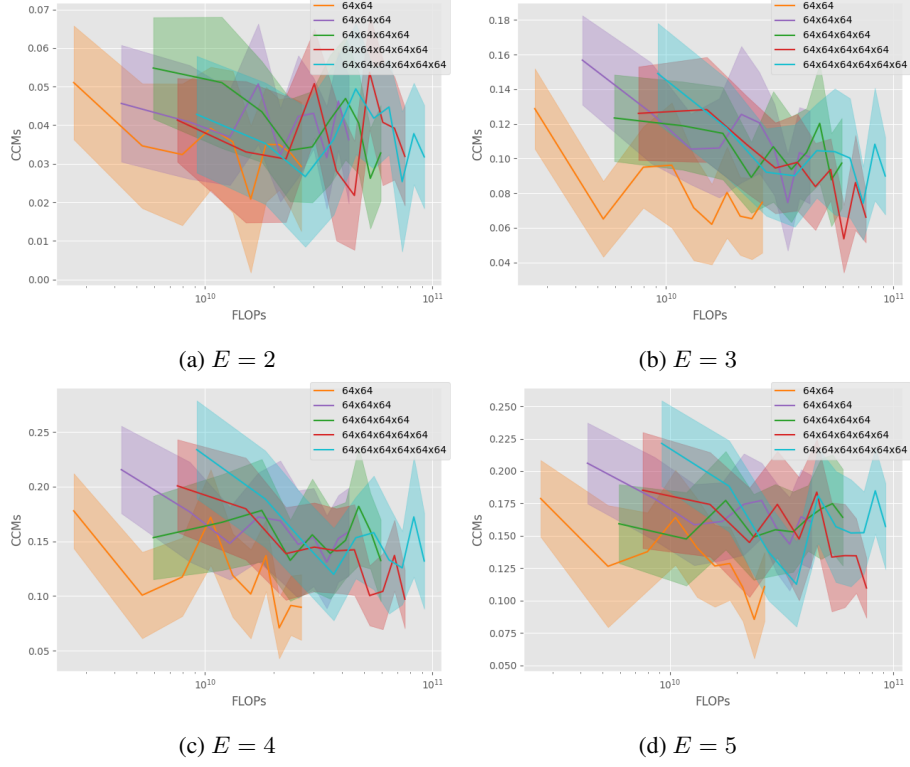 64x64
64x64x64
64x64x64x64
64x64x64x64x64
64x64x64x64x64x64
0.07
0.06
0.05
0.04
0.03
0.02
0.01
0.00
CCMs
10^10
10^11
FLOPs
(a) E = 2
64x64
64x64x64
64x64x64x64
64x64x64x64x64
64x64x64x64x64x64
0.18
0.16
0.14
0.12
0.10
0.08
0.06
0.04
CCMs
10^10
10^11
FLOPs
(b) E = 3
64x64
64x64x64
64x64x64x64
64x64x64x64x64
64x64x64x64x64x64
0.25
0.20
0.15
0.10
0.05
CCMs
10^10
10^11
FLOPs
(c) E = 4
64x64
64x64x64
64x64x64x64
64x64x64x64x64
64x64x64x64x64x64
0.250
0.225
0.200
0.175
0.150
0.125
0.100
0.075
0.050
CCMs
10^10
10^11
FLOPs
(d) E = 5